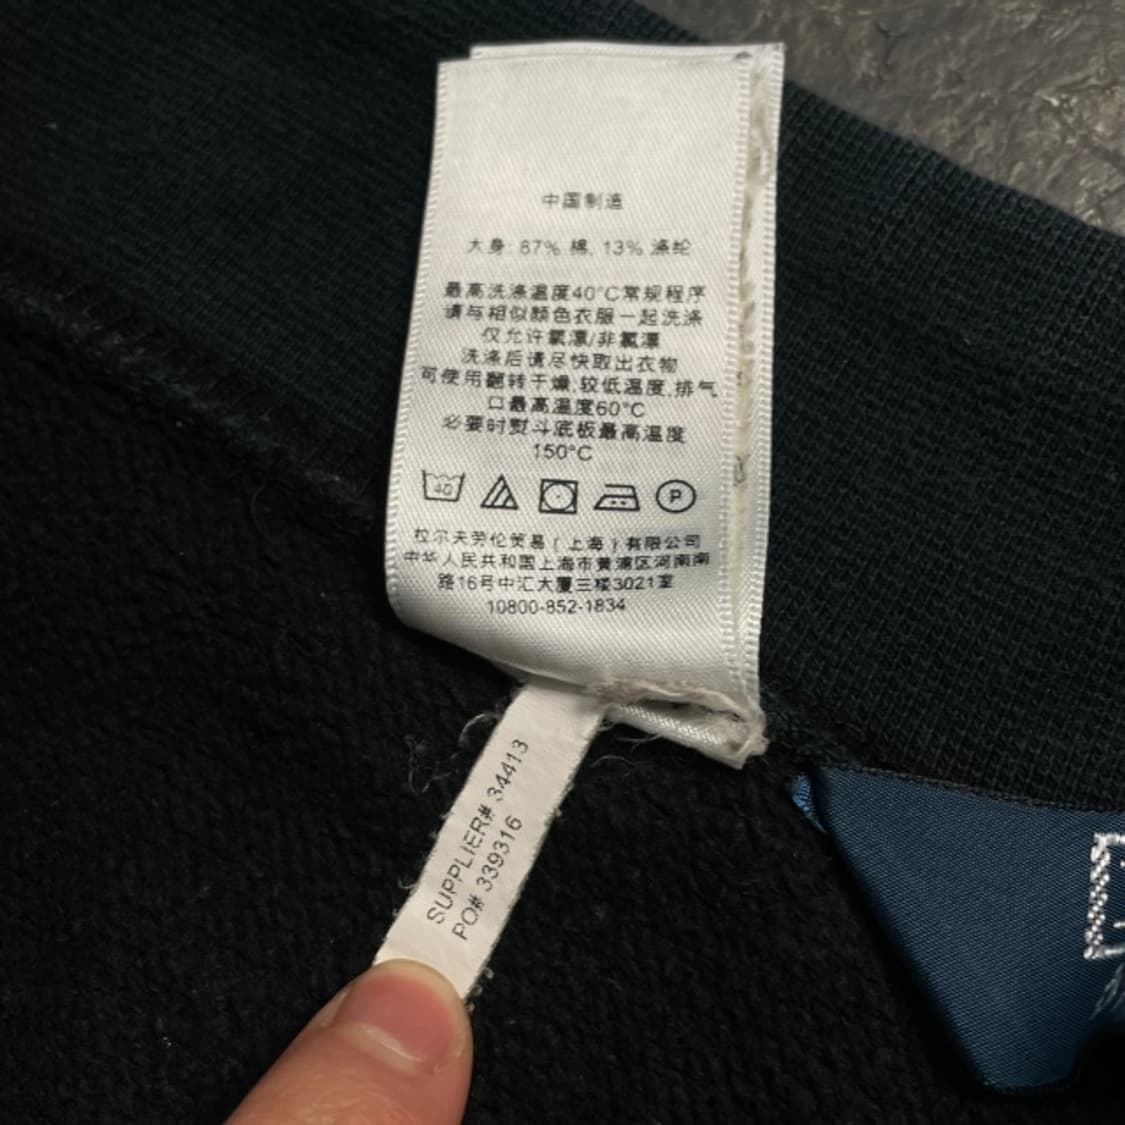 中国制造
大身: 87% 棉, 13% 涤纶
最高洗涤温度40°C常规程序
请与相似颜色衣服一起洗涤
仅允许氧漂/非氯漂
洗涤后请尽快取出衣物
可使用翻转干燥,较低温度,排气
口最高温度60°C
必要时熨斗底板最高温度
150°C
40
P
拉尔夫劳伦贸易(上海)有限公司
中华人民共和国上海市黄浦区河南南
路16号中汇大厦三楼3021室
10800-852-1834
SUPPLIER# 34413
PO# 339316